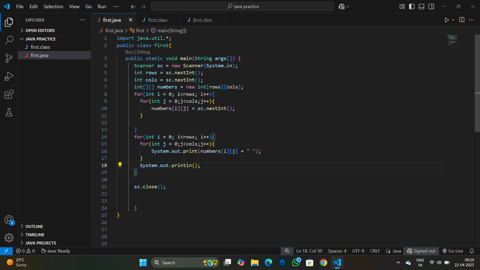 File Edit Selection View Go Run ··· java practice
EXPLORER
OPEN EDITORS
JAVA PRACTICE
first.class
first.java
OUTLINE
TIMELINE
JAVA PROJECTS
first.java first.class first.class
first.java > first > main(String[])
1 import java.util.*;
2 public class first{
Run | Debug
3 public static void main(String args[]) {
4 Scanner sc = new Scanner(System.in);
5 int rows = sc.nextInt();
6 int cols = sc.nextInt();
7 int[][] numbers = new int[rows][cols];
8 for(int i = 0; i<rows; i++){
9 for(int j = 0;j<cols;j++){
10 numbers[i][j] = sc.nextInt();
11 }
12
13 }
14 for(int i = 0; i<rows; i++){
15 for(int j = 0;j<cols;j++){
16 System.out.print(numbers[i][j] + " ");
17 }
18 System.out.println();
19 }
20
21 sc.close();
22
23
24 }
25 }
26
27
28
29
0 0 Java: Ready Ln 18, Col 30 Spaces: 4 UTF-8 CRLF Java Signed out Go Live
25°C
Search
ENG
IN
09:29
22-04-2025